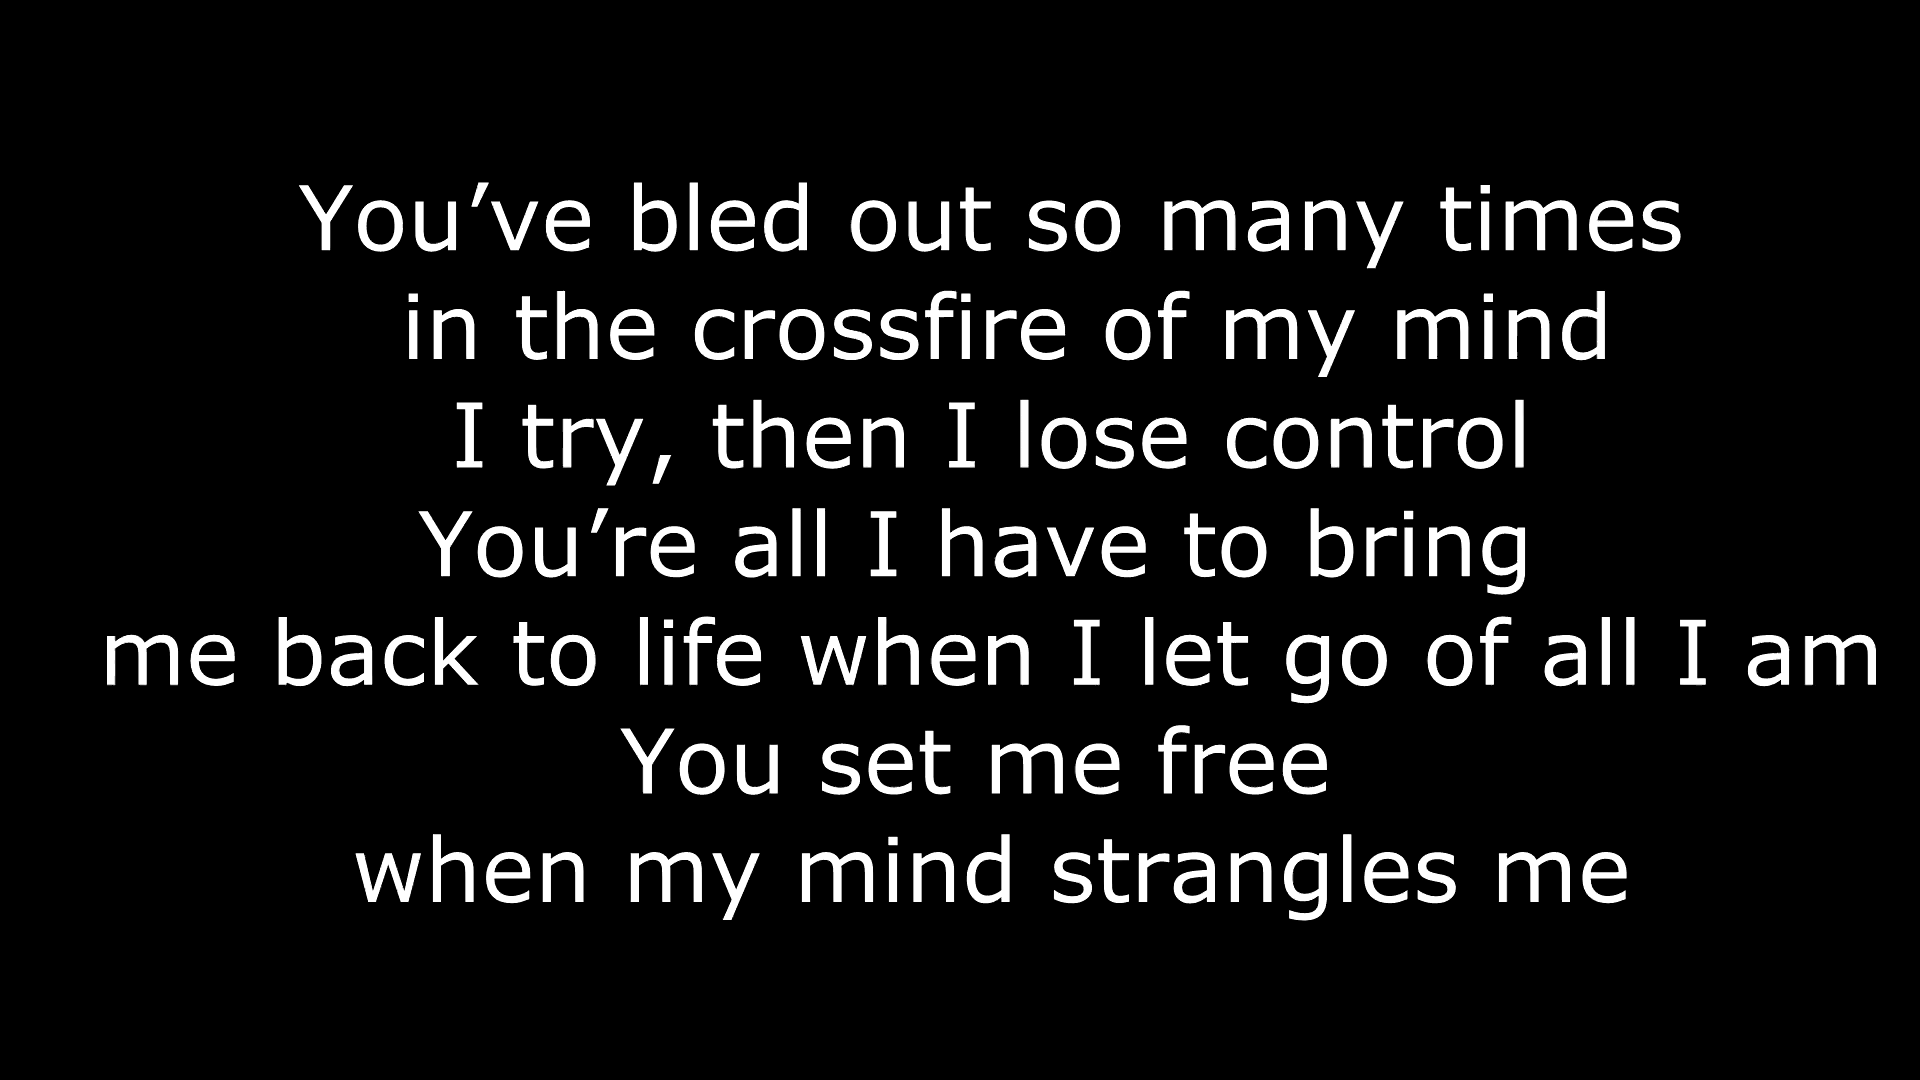 You’ve bled out so many times
in the crossfire of my mind
I try, then I lose control
You’re all I have to bring
me back to life when I let go of all I am
You set me free
when my mind strangles me